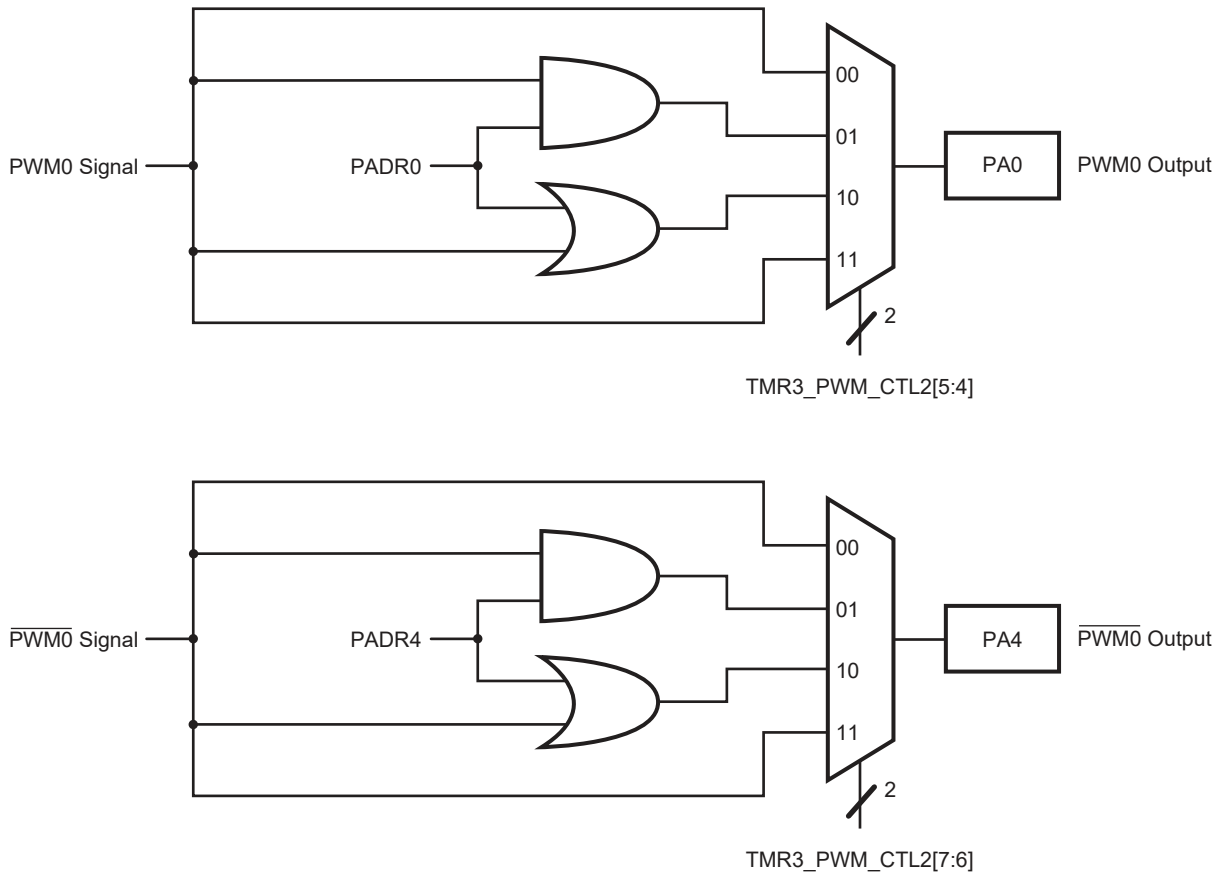 00
01
PWM0 Signal
PADR0
PA0
PWM0 Output
10
11
2
TMR3_PWM_CTL2[5:4]
00
01
PWM0 Signal
PADR4
PA4
PWM0 Output
10
11
2
TMR3_PWM_CTL2[7:6]